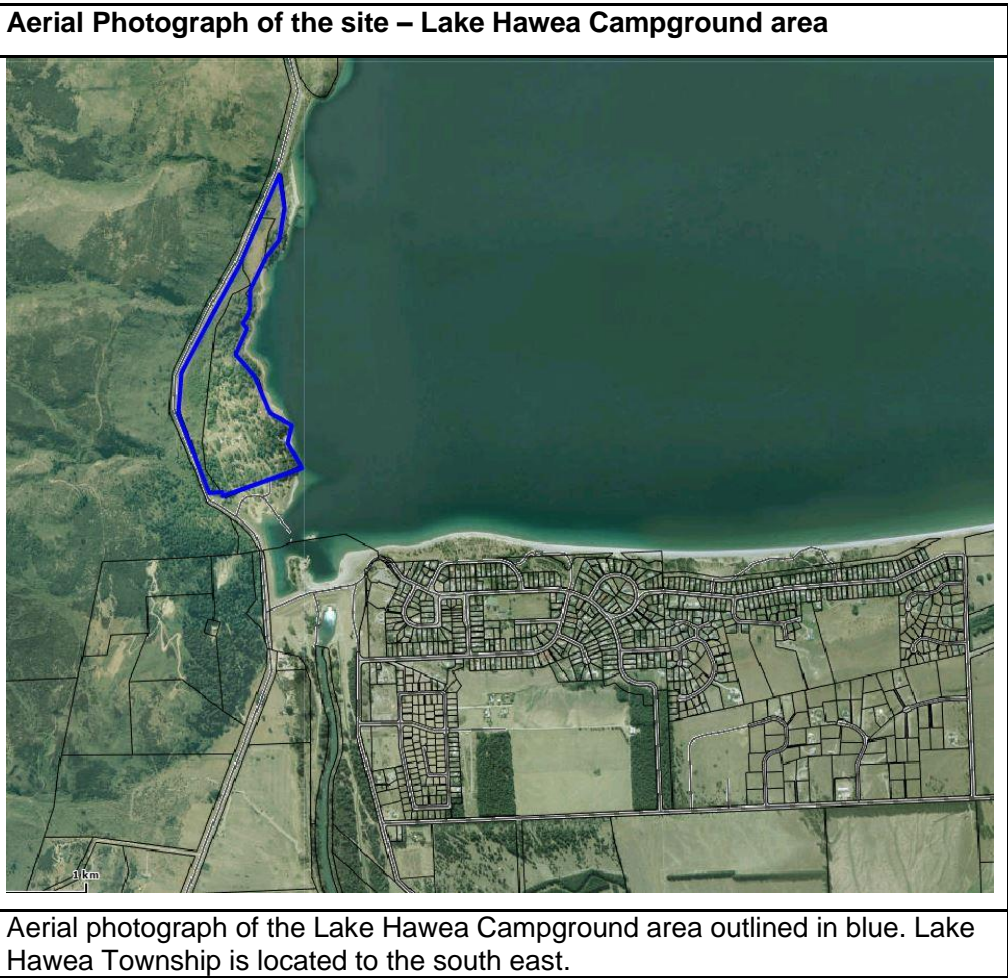 Aerial Photograph of the site – Lake Hawea Campground area
1 km
Aerial photograph of the Lake Hawea Campground area outlined in blue. Lake
Hawea Township is located to the south east.